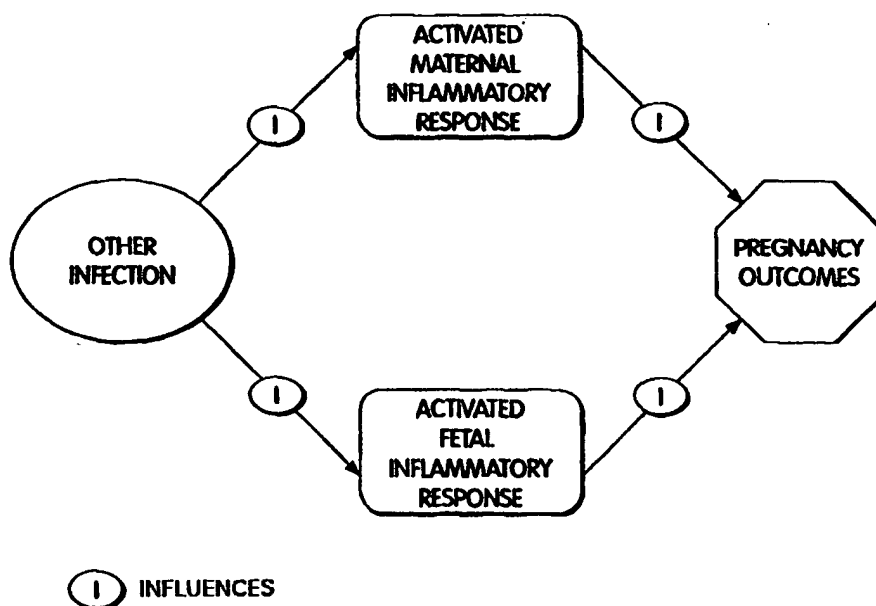 ACTIVATED
MATERNAL
INFLAMMATORY
RESPONSE
I
I
OTHER
INFECTION
PREGNANCY
OUTCOMES
I
I
ACTIVATED
FETAL
INFLAMMATORY
RESPONSE
I INFLUENCES